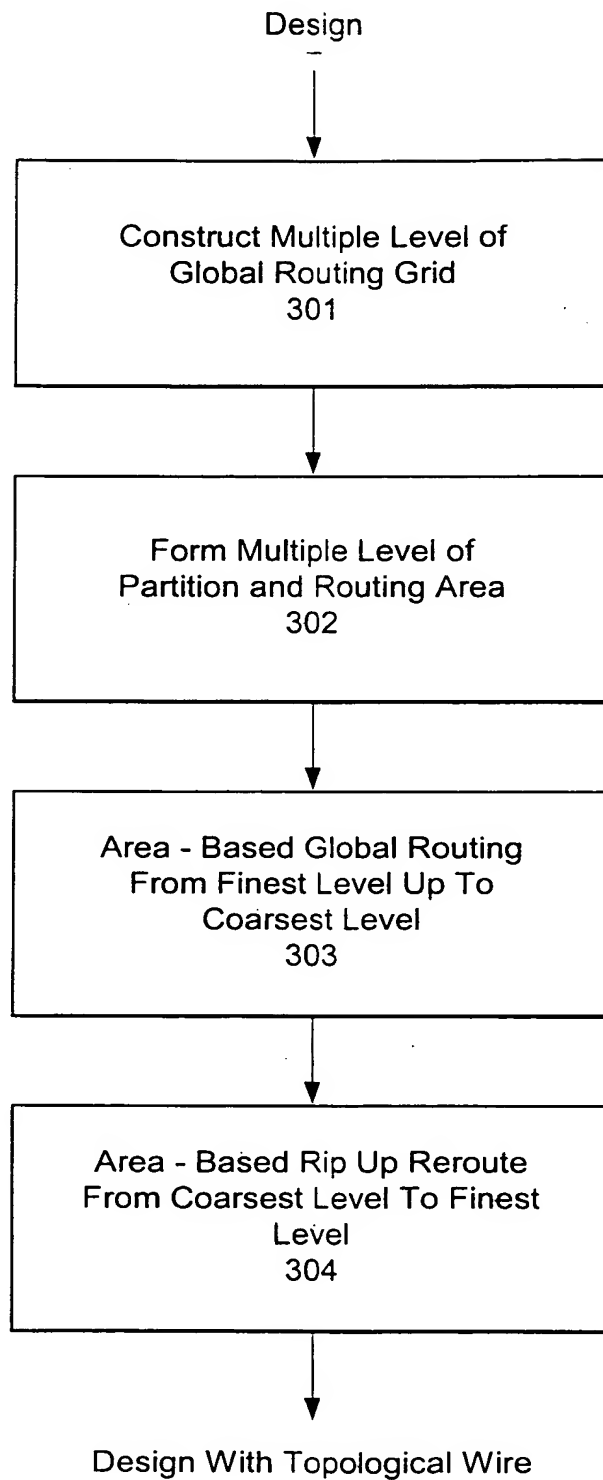 Design
Construct Multiple Level of
Global Routing Grid
301
Form Multiple Level of
Partition and Routing Area
302
Area - Based Global Routing
From Finest Level Up To
Coarsest Level
303
Area - Based Rip Up Reroute
From Coarsest Level To Finest
Level
304
Design With Topological Wire